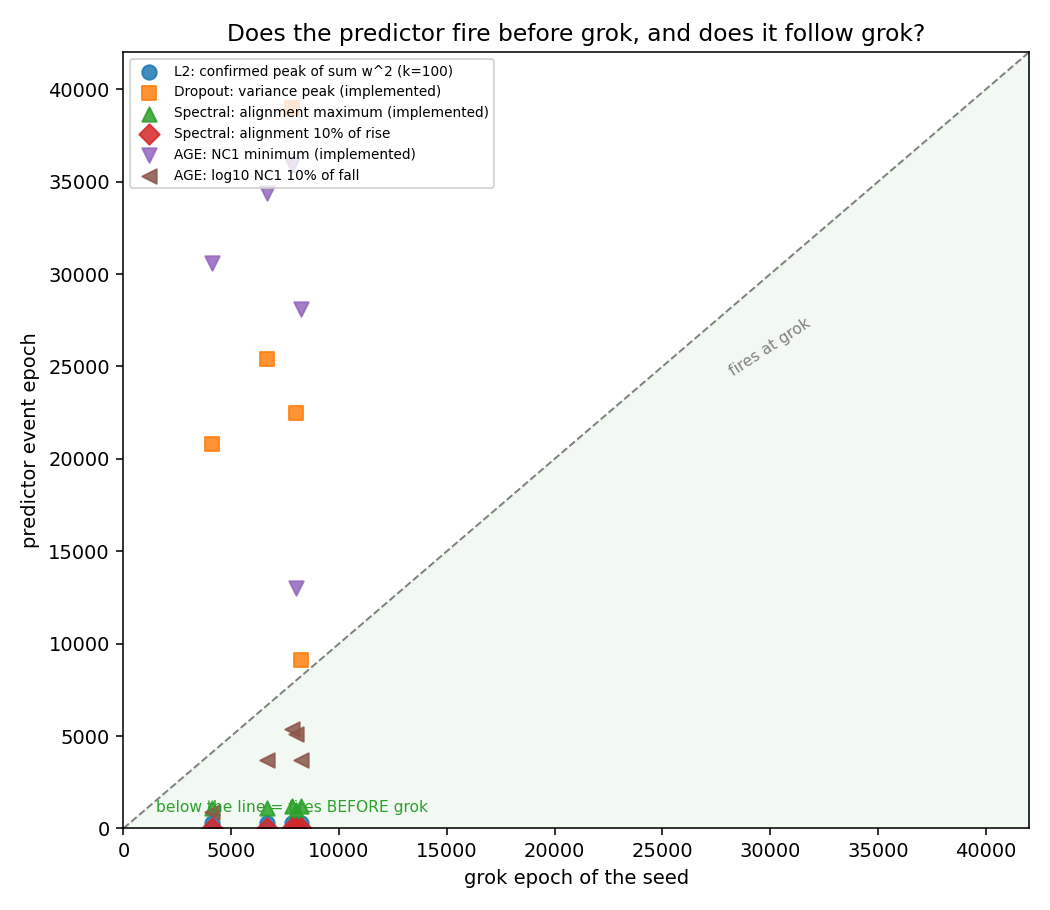 Does the predictor fire before grok, and does it follow grok?
L2: confirmed peak of sum w^2 (k=100)
Dropout: variance peak (implemented)
Spectral: alignment maximum (implemented)
Spectral: alignment 10% of rise
AGE: NC1 minimum (implemented)
AGE: log10 NC1 10% of fall
40000
35000
30000
25000
20000
15000
10000
5000
0
predictor event epoch
fires at grok
below the line = fires BEFORE grok
0
5000
10000
15000
20000
25000
30000
35000
40000
grok epoch of the seed